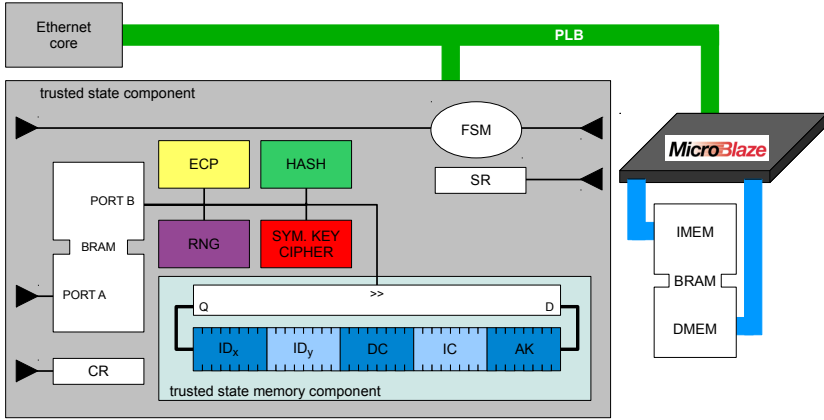 Ethernet
core
PLB
trusted state component
FSM
MicroBlaze
ECP
HASH
SR
PORT B
RNG
SYM. KEY
CIPHER
IMEM
BRAM
BRAM
PORT A
>>
Q
D
DMEM
IDx
IDy
DC
IC
AK
CR
trusted state memory component